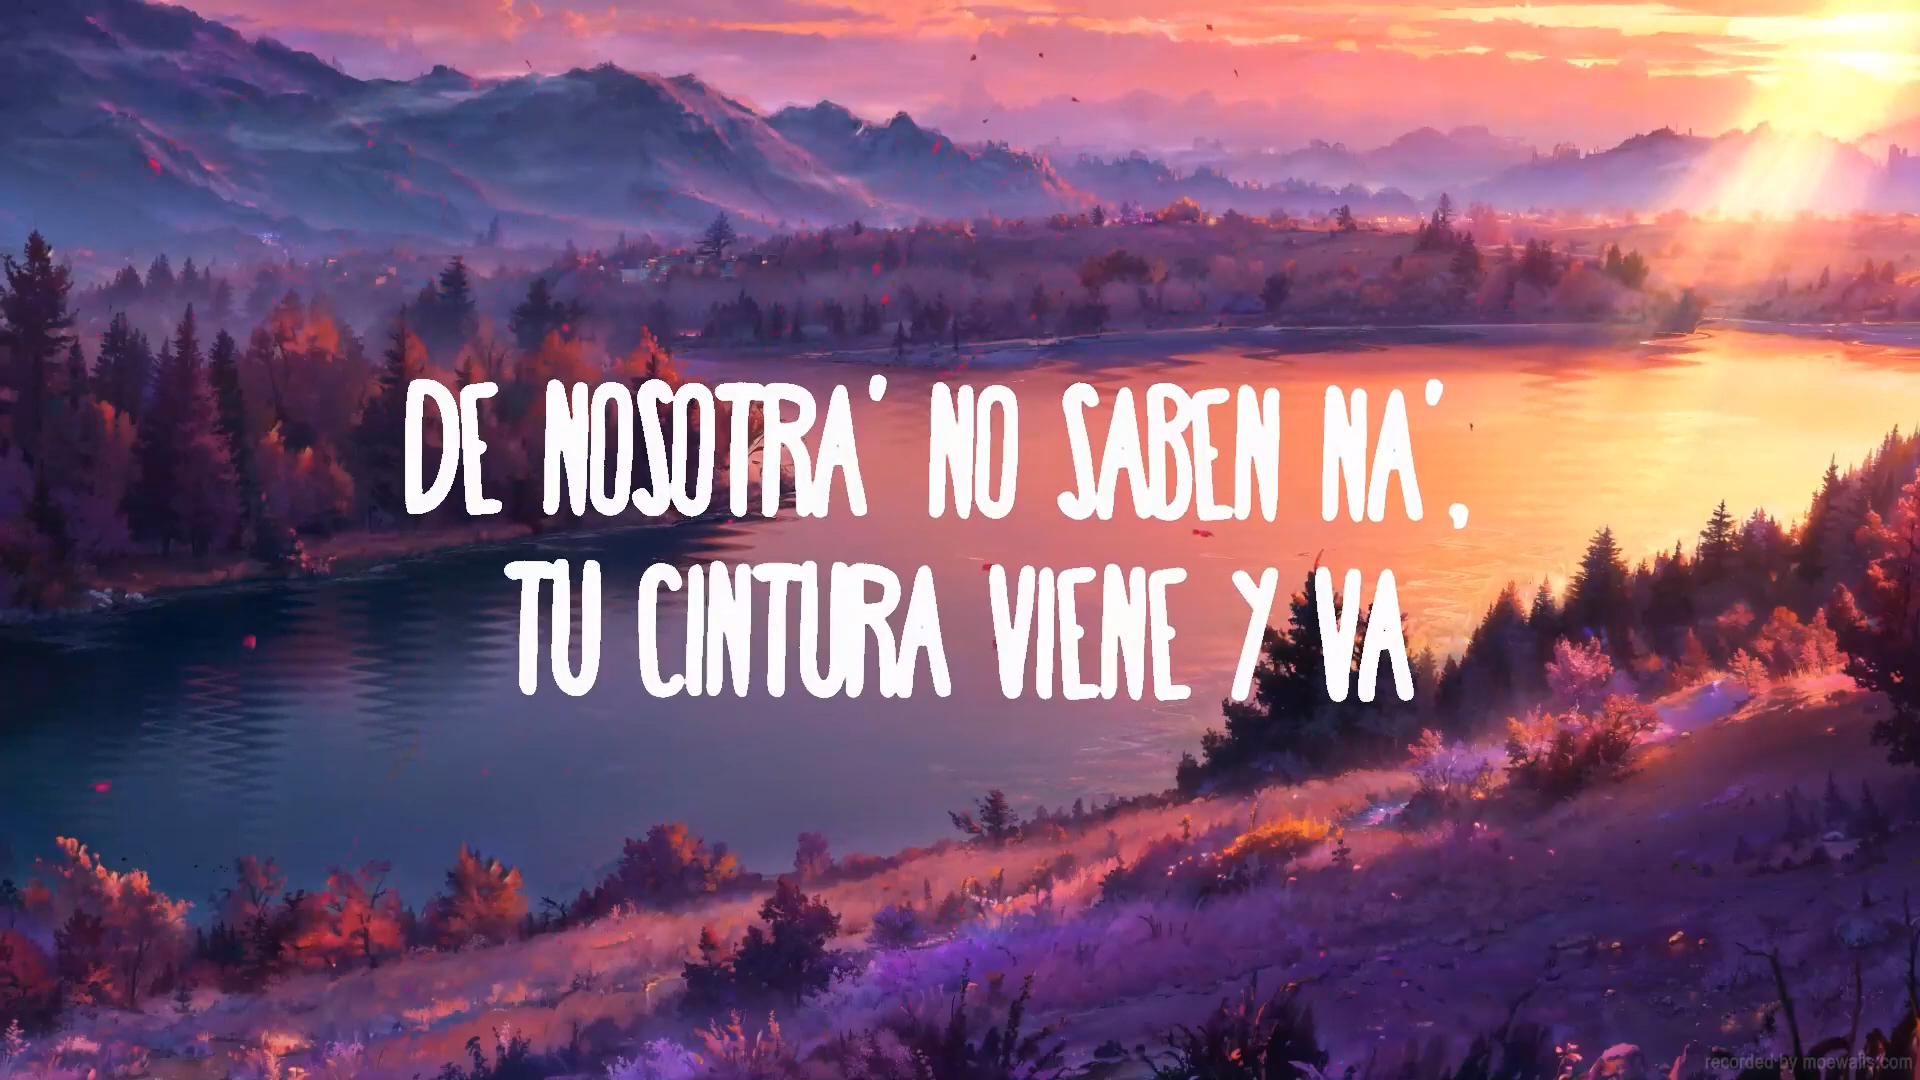 DE NOSOTRA' NO SABEN NA',
TU CINTURA VIENE Y VA
recorded by moewalls.com